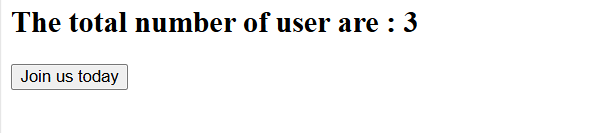 The total number of user are : 3
Join us today